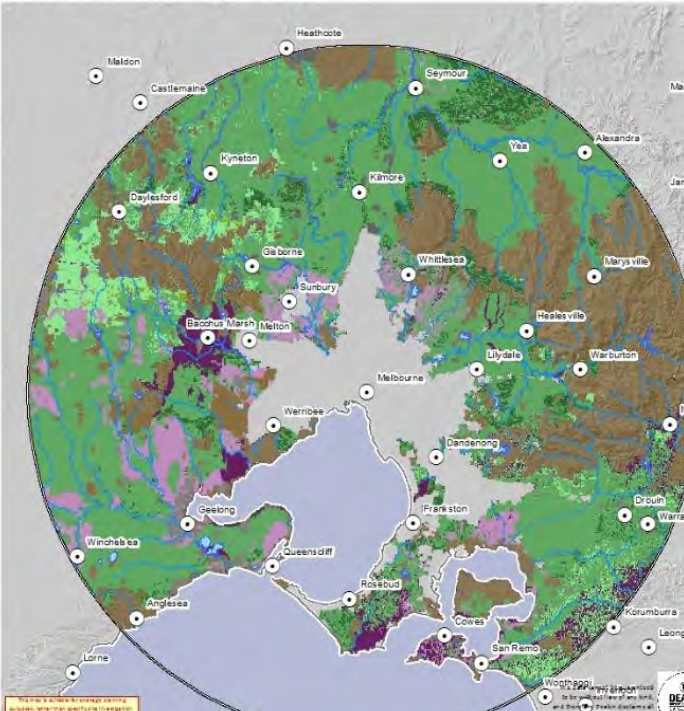 Heathcote
Maldon
Seymour
Castlemaine
Alexandra
Yea
Kyneton
Kilmore
Daylesford
Gisborne
Whittlesea
Marysville
Sunbury
Bacchus Marsh
Melton
Healesville
Lilydale
Warburton
Melbourne
Werribee
Dandenong
Drouin
Geelong
Frankston
Winchelsea
Queenscliff
Rosebud
Anglesea
Korumburra
Cowes
San Remo
Lorne
Wonthaggi